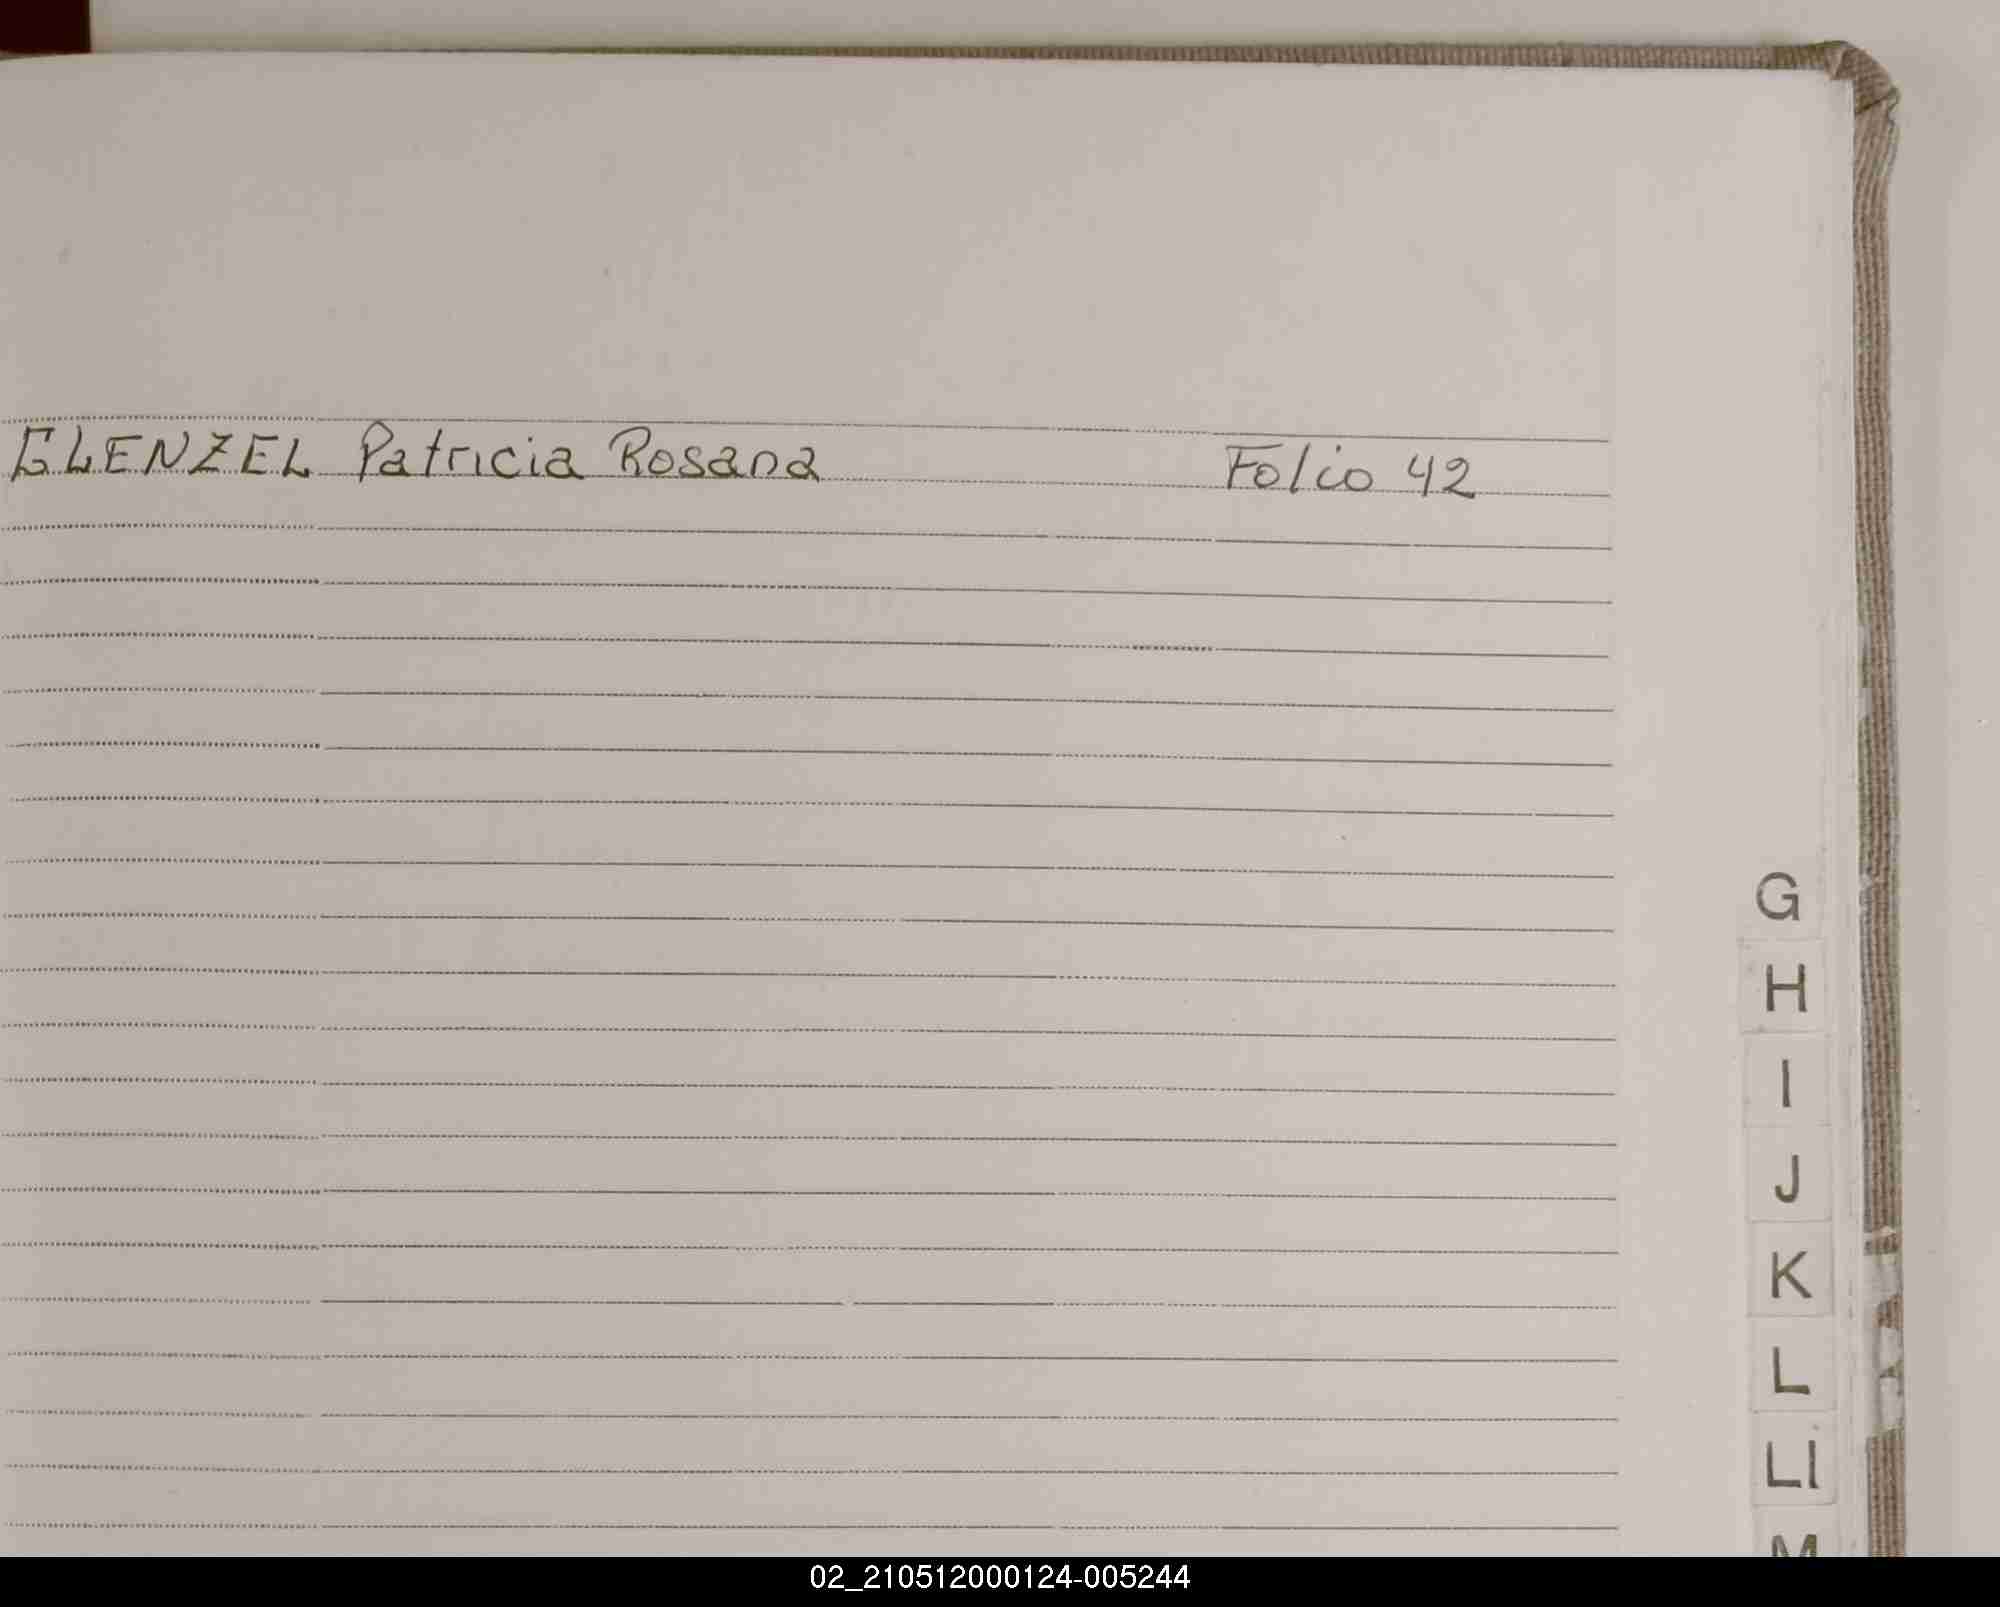 GLENZEL Patricia Rosana Folio 42
G
H
I
J
K
L
Ll
M
02_210512000124-005244